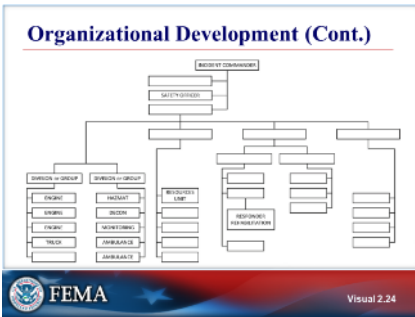 Organizational Development (Cont.)
INCIDENT COMMANDER
SAFETY OFFICER
DIVISION or GROUP
DIVISION or GROUP
ENGINE
ENGINE
ENGINE
TRUCK
HAZMAT
DECON
MONITORING
AMBULANCE
AMBULANCE
RESOURCES
UNIT
RESPONDER
REHABILITATION
FEMA
Visual 2.24